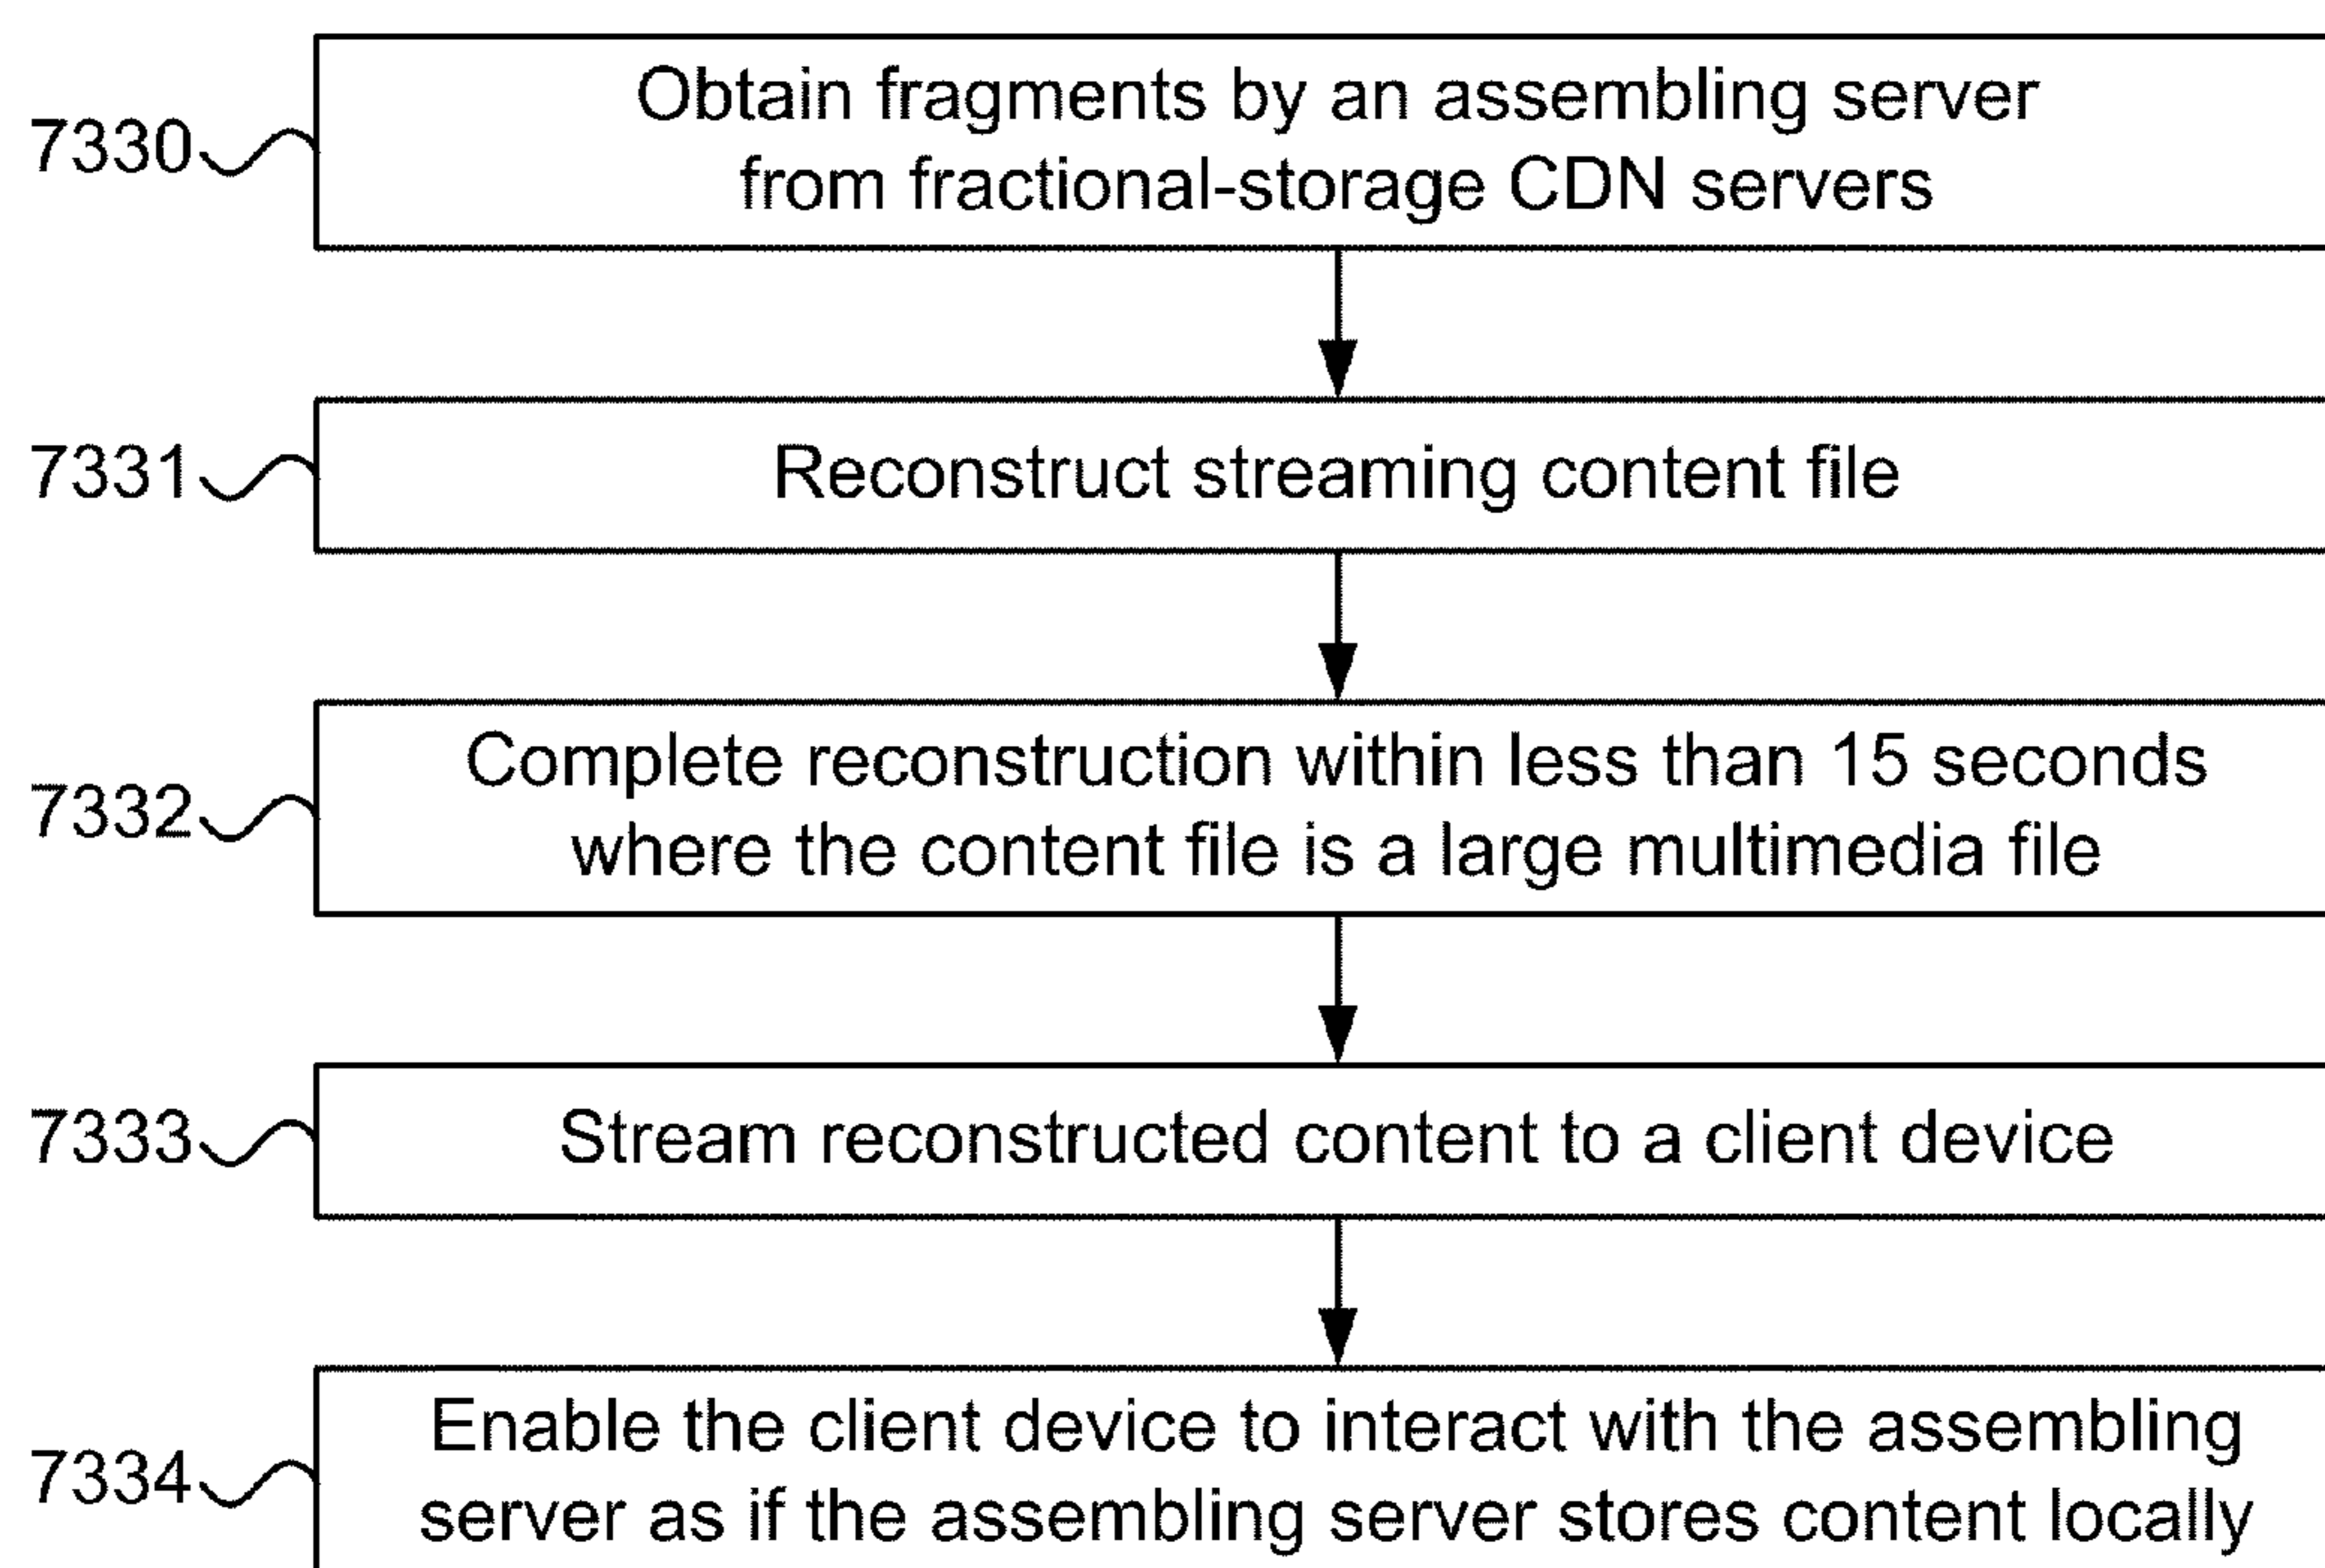 7330
Obtain fragments by an assembling server
from fractional-storage CDN servers
7331
Reconstruct streaming content file
7332
Complete reconstruction within less than 15 seconds
where the content file is a large multimedia file
7333
Stream reconstructed content to a client device
7334
Enable the client device to interact with the assembling
server as if the assembling server stores content locally